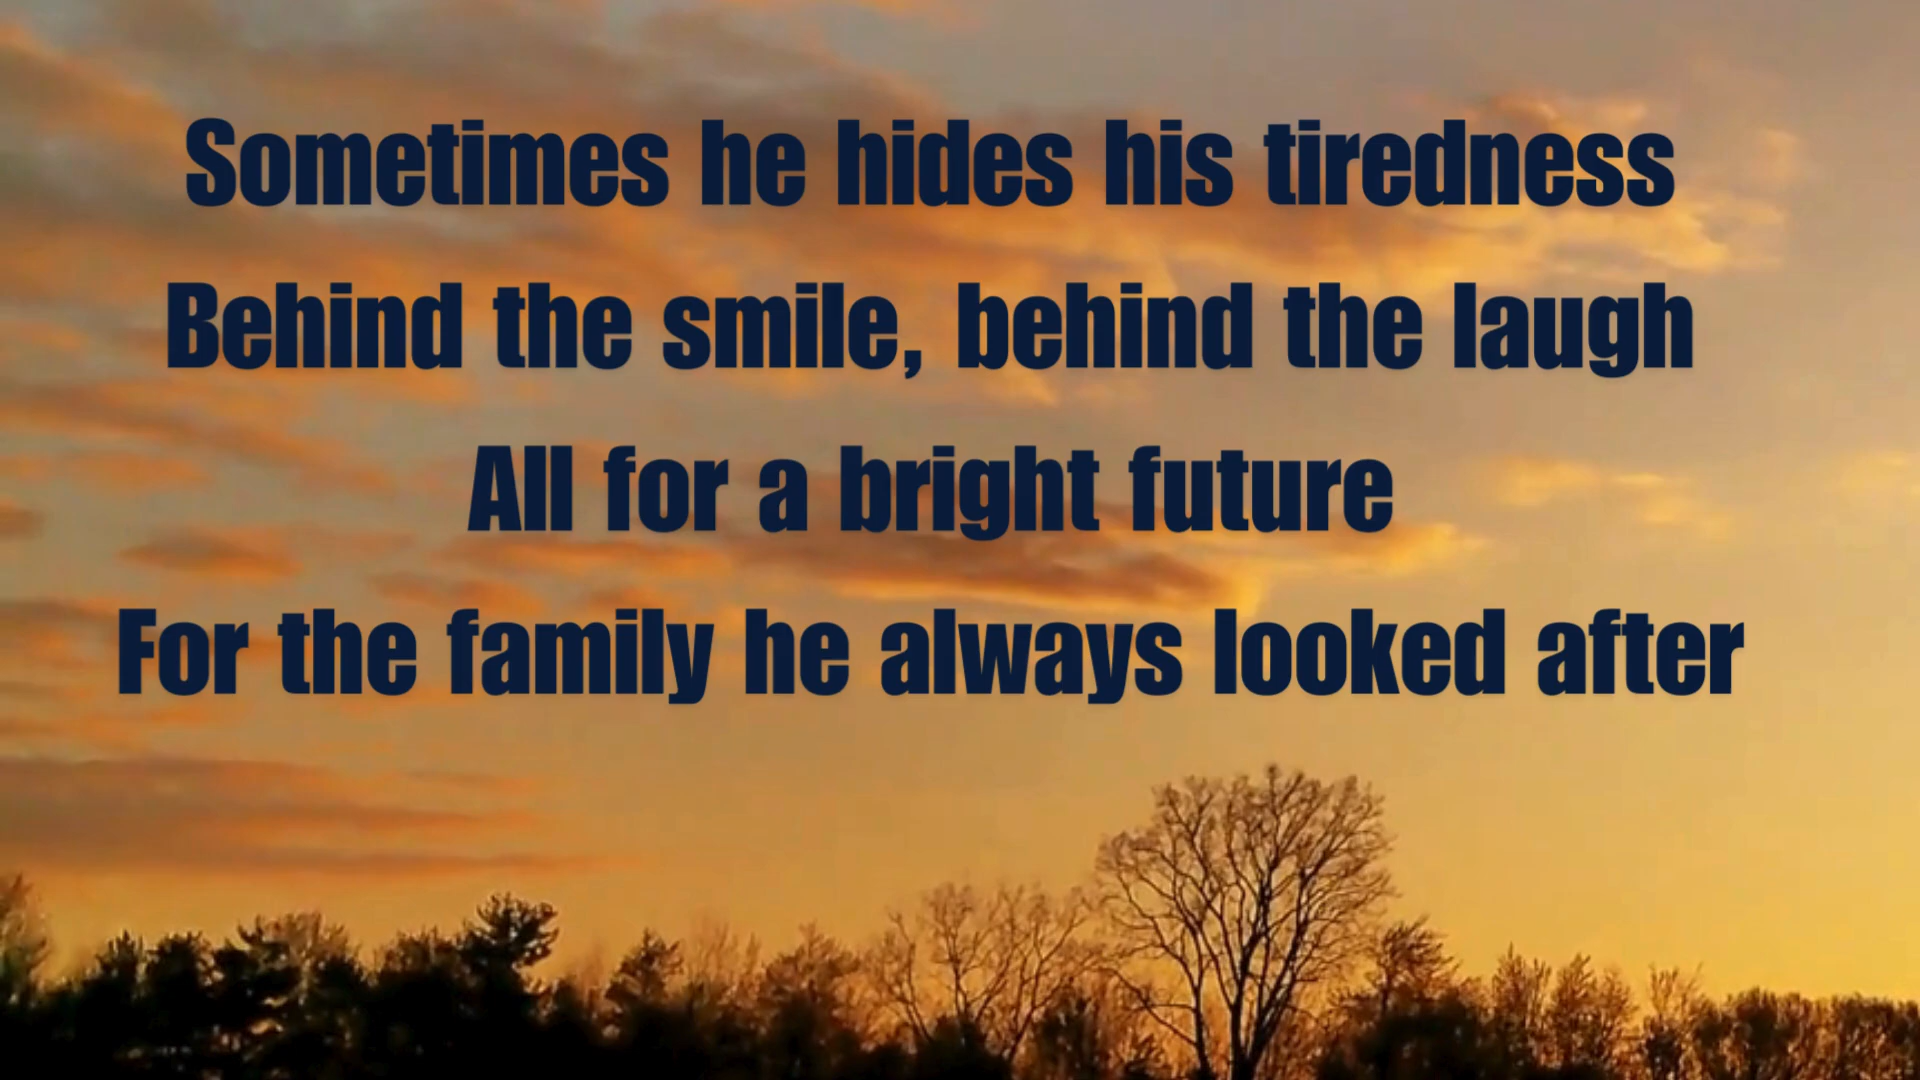 Sometimes he hides his tiredness
Behind the smile, behind the laugh
All for a bright future
For the family he always looked after